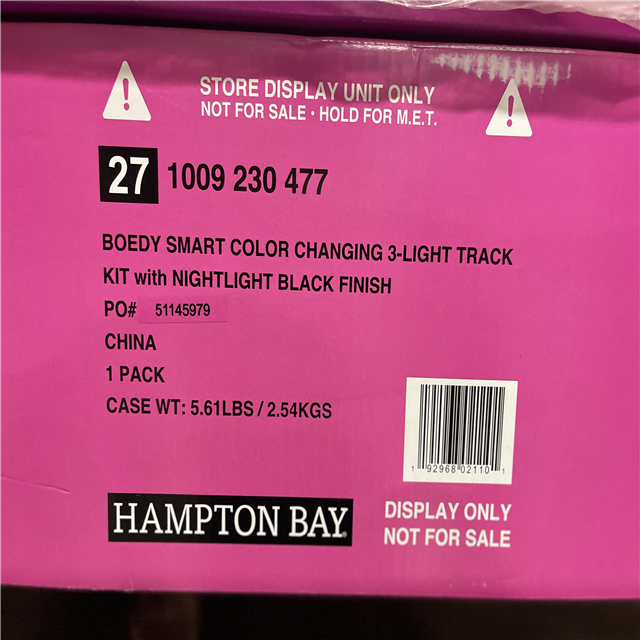 STORE DISPLAY UNIT ONLY
NOT FOR SALE • HOLD FOR M.E.T.
27 1009 230 477
BOEDY SMART COLOR CHANGING 3-LIGHT TRACK
KIT with NIGHTLIGHT BLACK FINISH
PO# 51145979
CHINA
1 PACK
CASE WT: 5.61LBS / 2.54KGS
1 92968 02110 1
HAMPTON BAY®
DISPLAY ONLY
NOT FOR SALE